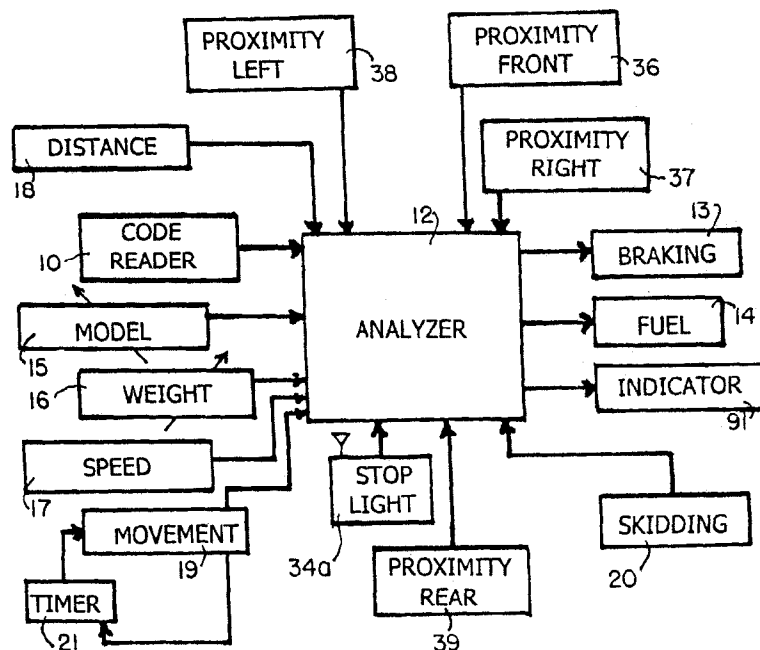 PROXIMITY
LEFT
38
PROXIMITY
FRONT
36
DISTANCE
18
PROXIMITY
RIGHT
37
12
CODE
READER
10
13
BRAKING
MODEL
15
ANALYZER
FUEL
14
WEIGHT
16
INDICATOR
91
SPEED
17
STOP
LIGHT
34a
MOVEMENT
19
SKIDDING
20
PROXIMITY
REAR
39
TIMER
21